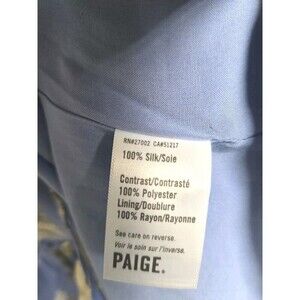 RN#27002 CA#51217
100% Silk/Soie
Contrast/Contrasté
100% Polyester
Lining/Doublure
100% Rayon/Rayonne
See care on reverse.
Voir le soin sur l'inverse.
PAIGE.